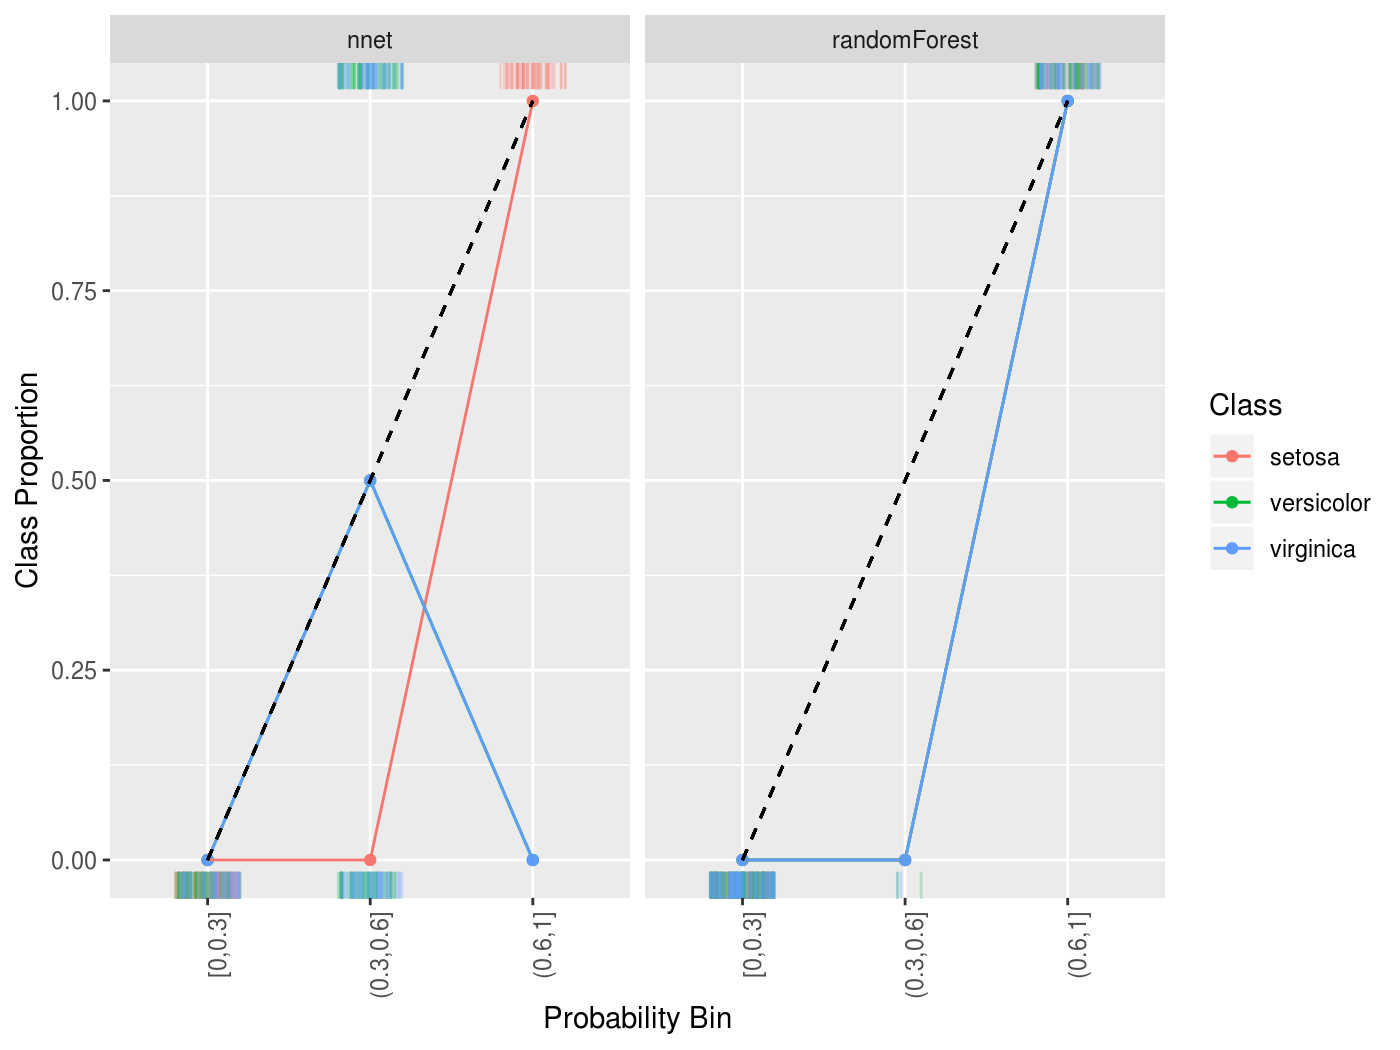 nnet
randomForest
1.00
0.75
0.50
0.25
0.00
Class Proportion
[0,0.3]
(0.3,0.6]
(0.6,1]
[0,0.3]
(0.3,0.6]
(0.6,1]
Probability Bin
Class
setosa
versicolor
virginica